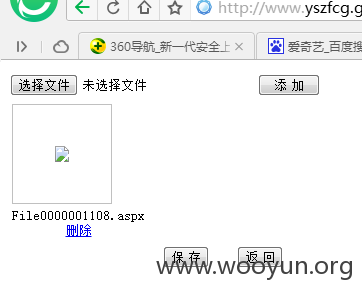 http://www.yszfcg.g
360导航_新一代安全上
爱奇艺_百度搜
选择文件 未选择文件 添 加
File0000001108.aspx
删除
保 存 返 回
www.wooyun.org